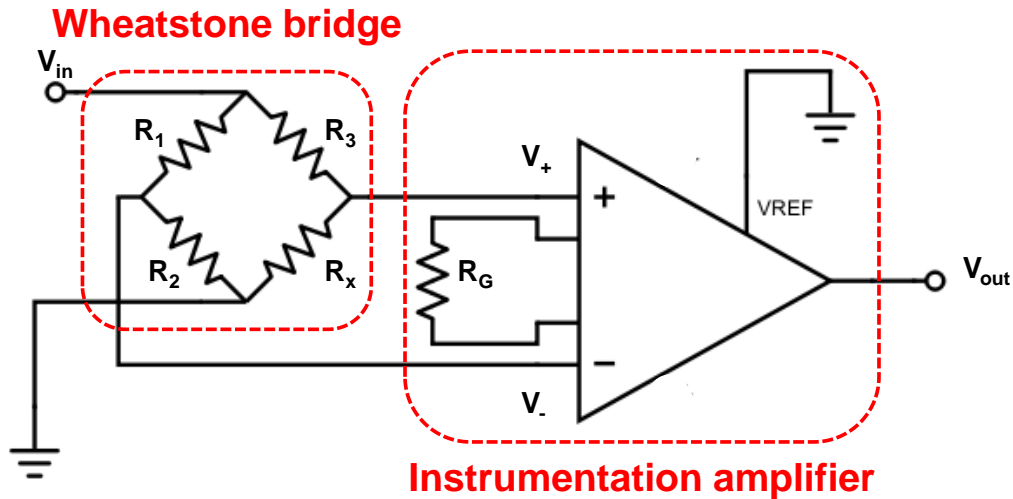 Wheatstone bridge
Vin
R1
R3
V+
+
VREF
R2
Rx
RG
Vout
−
V-
Instrumentation amplifier